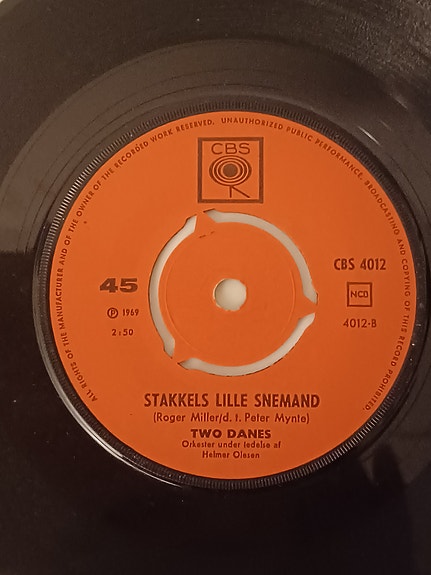 ALL RIGHTS OF THE MANUFACTURER AND OF THE OWNER OF THE RECORDED WORK RESERVED. UNAUTHORIZED PUBLIC PERFORMANCE, BROADCASTING AND COPYING OF THIS RECORD PROHIBITED.
CBS
45
CBS 4012
℗ 1969
NCB
2:50
4012-B
STAKKELS LILLE SNEMAND
(Roger Miller/d. t. Peter Mynte)
TWO DANES
Orkester under ledelse af
Helmer Olesen